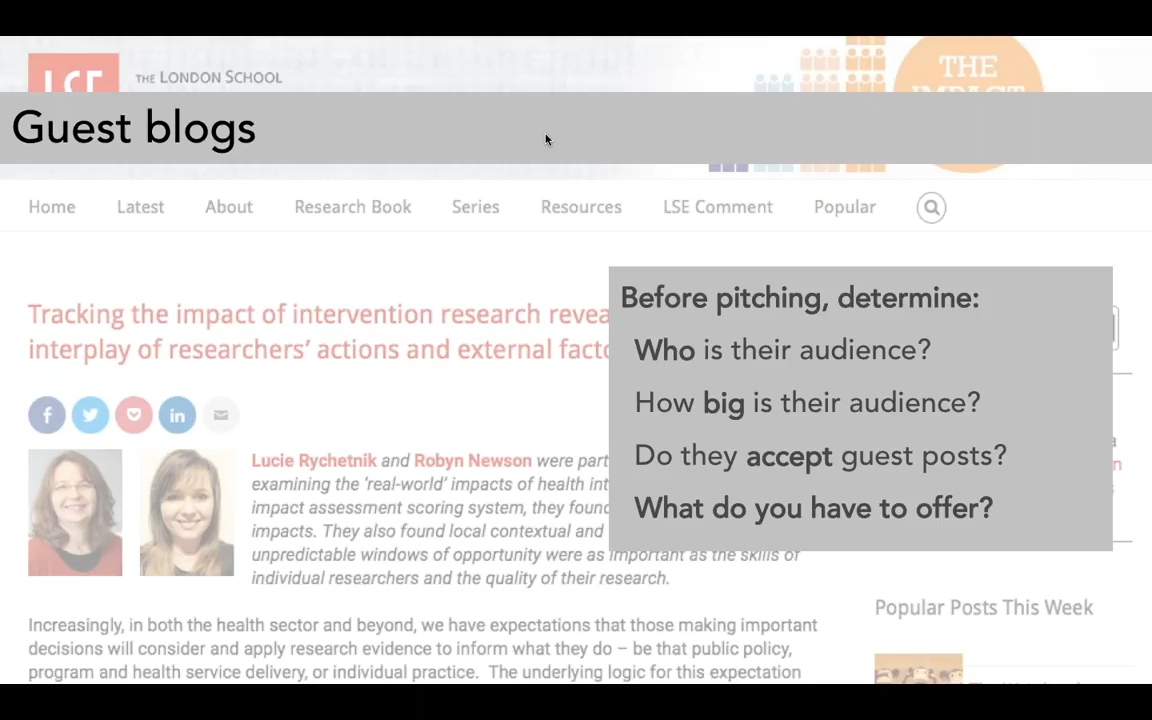 LSE THE LONDON SCHOOL
THE
IMPACT
Guest blogs
Home Latest About Research Book Series Resources LSE Comment Popular
Tracking the impact of intervention research
interplay of researchers’ actions and external
Before pitching, determine:
Who is their audience?
How big is their audience?
Do they accept guest posts?
What do you have to offer?
Lucie Rychetnik and Robyn Newson were
examining the ‘real-world’ impacts of health
impact assessment scoring system, they
impacts. They also found local contextual and
unpredictable windows of opportunity were as important as the skills of
individual researchers and the quality of their research.
Increasingly, in both the health sector and beyond, we have expectations that those making important
decisions will consider and apply research evidence to inform what they do – be that public policy,
program and health service delivery, or individual practice. The underlying logic for this expectation
Popular Posts This Week